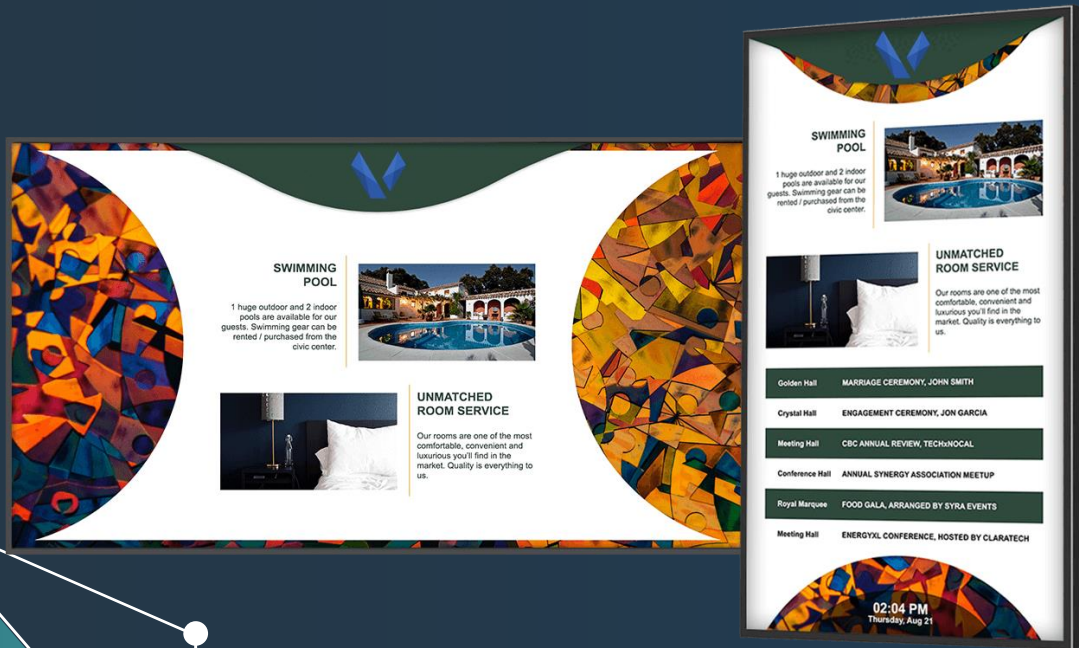 SWIMMING
POOL
1 huge outdoor and 2 indoor
pools are available for our
guests. Swimming gear can be
rented / purchased from the
civic center.
UNMATCHED
ROOM SERVICE
Our rooms are one of the most
comfortable, convenient and
luxurious you'll find in the
market. Quality is everything to
us.
SWIMMING
POOL
1 huge outdoor and 2 indoor
pools are available for our
guests. Swimming gear can be
rented / purchased from the
civic center.
UNMATCHED
ROOM SERVICE
Our rooms are one of the most
comfortable, convenient and
luxurious you'll find in the
market. Quality is everything to
us.
Golden Hall MARRIAGE CEREMONY, JOHN SMITH
Crystal Hall ENGAGEMENT CEREMONY, JON GARCIA
Meeting Hall CBC ANNUAL REVIEW, TECHxNOCAL
Conference Hall ANNUAL SYNERGY ASSOCIATION MEETUP
Royal Marquee FOOD GALA, ARRANGED BY SYRA EVENTS
Meeting Hall ENERGYXL CONFERENCE, HOSTED BY CLARATECH
02:04 PM
Thursday, Aug 21